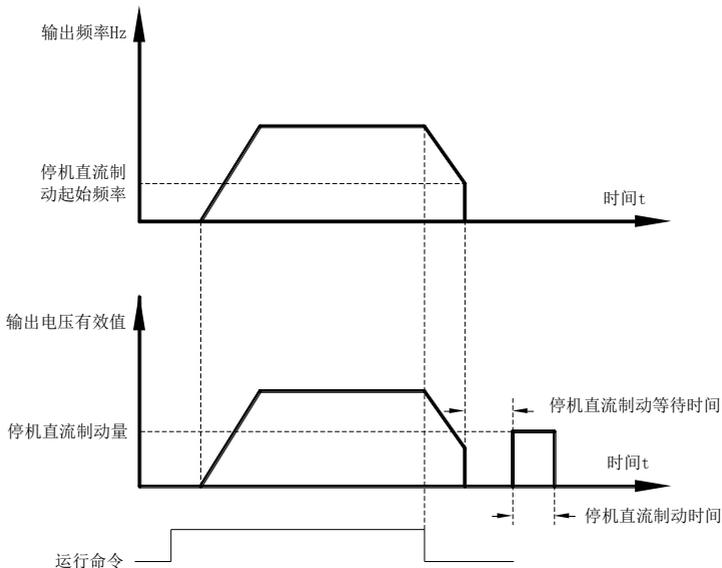 输出频率Hz
停机直流制
动起始频率
时间t
输出电压有效值
停机直流制动等待时间
停机直流制动量
时间t
停机直流制动时间
运行命令